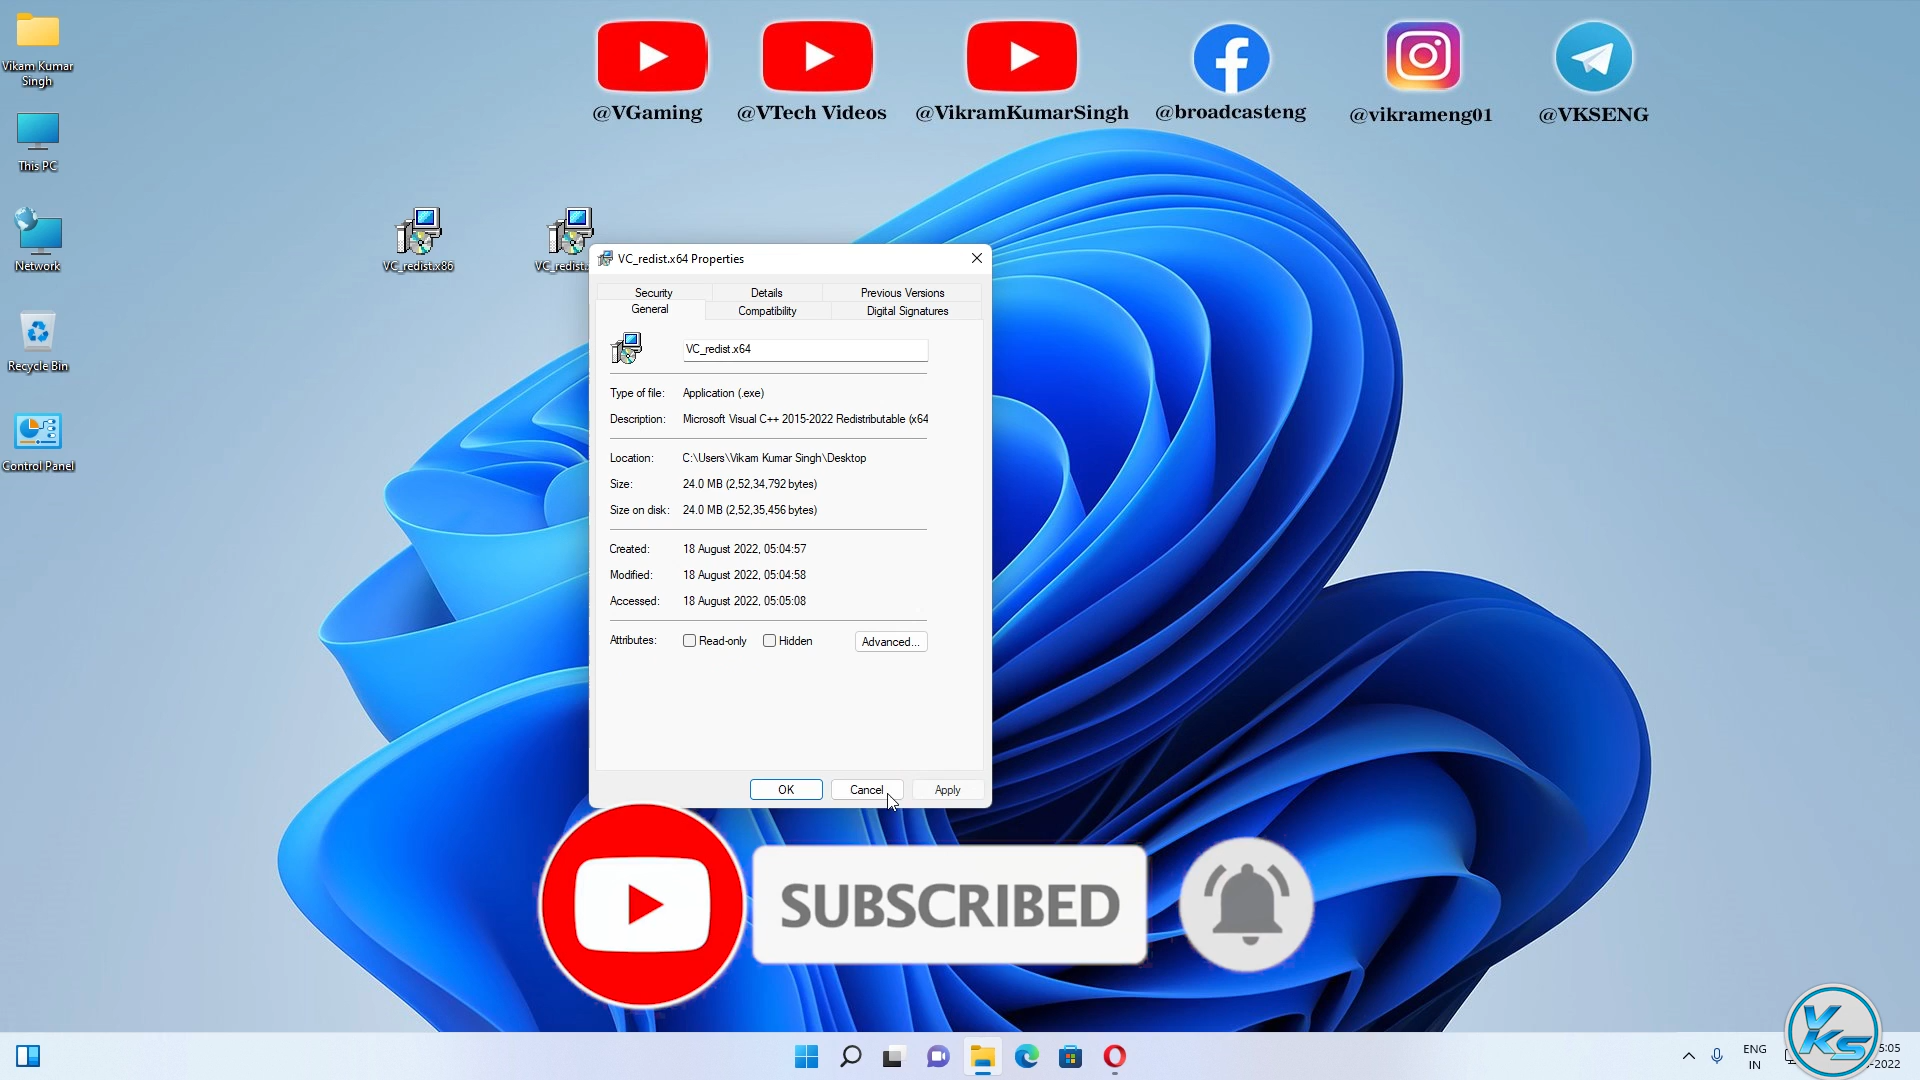 @VGaming
@VTech Videos
@VikramKumarSingh
@broadcasteng
@vikrameng01
@VKSENG
Vikam Kumar
Singh
This PC
Network
Recycle Bin
Control Panel
VC_redist.x86
VC_redist.
VC_redist.x64 Properties
Security
Details
Previous Versions
General
Compatibility
Digital Signatures
VC_redist.x64
Type of file: Application (.exe)
Description: Microsoft Visual C++ 2015-2022 Redistributable (x64
Location: C:\Users\Vikam Kumar Singh\Desktop
Size: 24.0 MB (2,52,34,792 bytes)
Size on disk: 24.0 MB (2,52,35,456 bytes)
Created: 18 August 2022, 05:04:57
Modified: 18 August 2022, 05:04:58
Accessed: 18 August 2022, 05:05:08
Attributes: Read-only Hidden Advanced...
OK Cancel Apply
SUBSCRIBED
ENG
IN
VKS
5:05
-2022